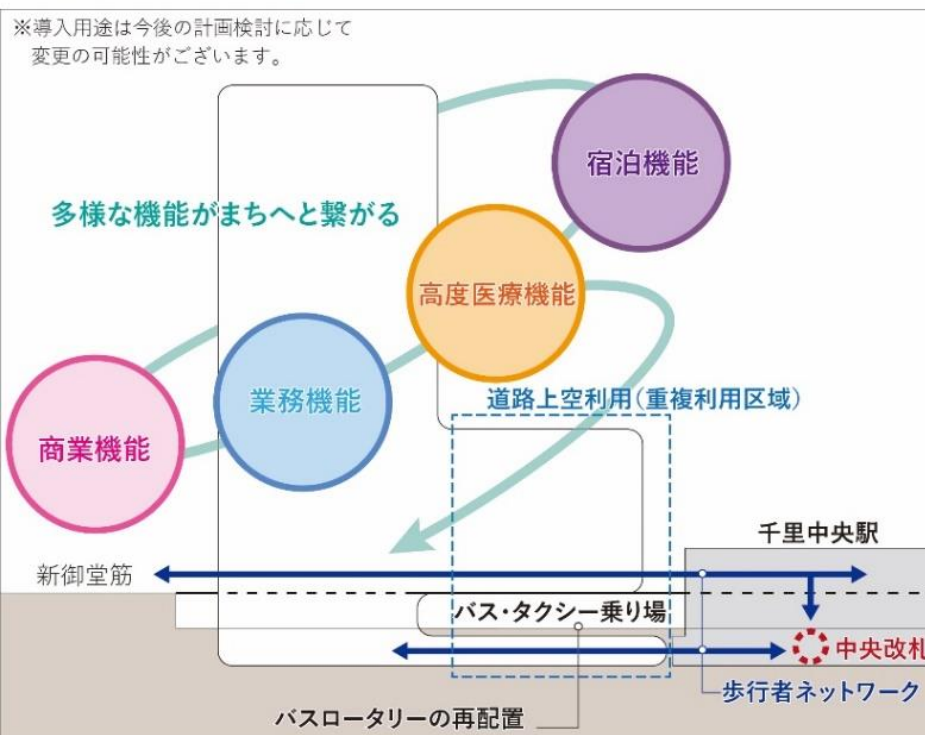 ※導入用途は今後の計画検討に応じて
変更の可能性がございます。
宿泊機能
多様な機能がまちへと繋がる
高度医療機能
業務機能
道路上空利用(重複利用区域)
商業機能
千里中央駅
新御堂筋
バス・タクシー乗り場
中央改札
歩行者ネットワーク
バスロータリーの再配置